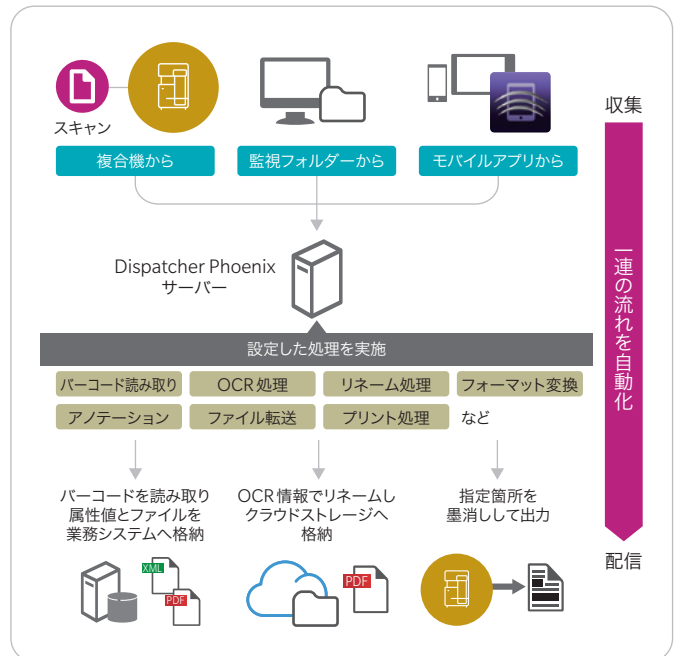 スキャン
収集
複合機から
監視フォルダーから
モバイルアプリから
一連の流れを自動化
Dispatcher Phoenix
サーバー
設定した処理を実施
バーコード読み取り
OCR処理
リネーム処理
フォーマット変換
アノテーション
ファイル転送
プリント処理
など
バーコードを読み取り
属性値とファイルを
業務システムへ格納
OCR情報でリネームし
クラウドストレージへ
格納
指定箇所を
墨消しして出力
配信
XML
PDF
PDF